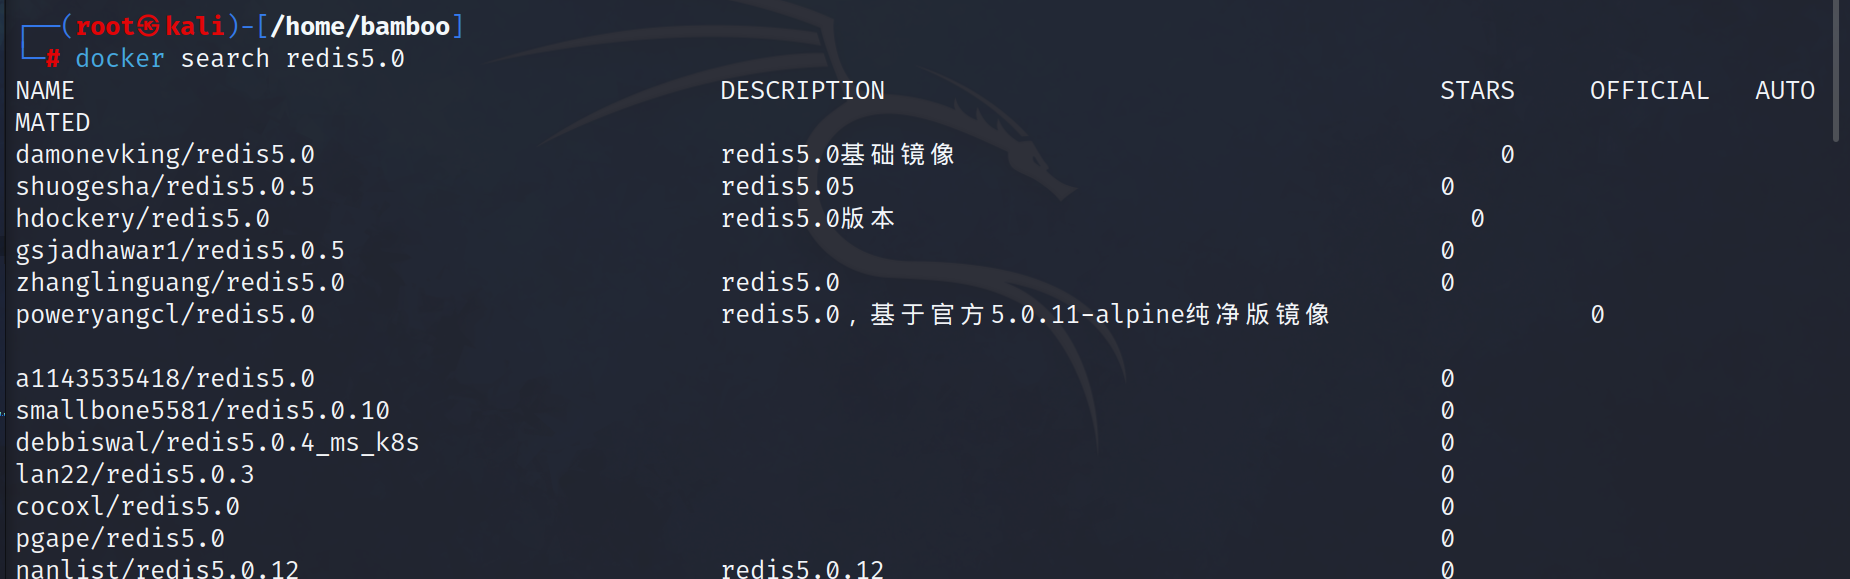 ┌──(root㉿kali)-[/home/bamboo]
└─# docker search redis5.0
NAME DESCRIPTION STARS OFFICIAL AUTO
MATED
damonevking/redis5.0 redis5.0基础镜像 0
shuogesha/redis5.0.5 redis5.05 0
hdockery/redis5.0 redis5.0版本 0
gsjadhawar1/redis5.0.5 0
zhanglinguang/redis5.0 redis5.0 0
poweryangcl/redis5.0 redis5.0，基于官方5.0.11-alpine纯净版镜像 0
a1143535418/redis5.0 0
smallbone5581/redis5.0.10 0
debbiswal/redis5.0.4_ms_k8s 0
lan22/redis5.0.3 0
cocoxl/redis5.0 0
pgape/redis5.0 0
nanlist/redis5.0.12 redis5.0.12 0